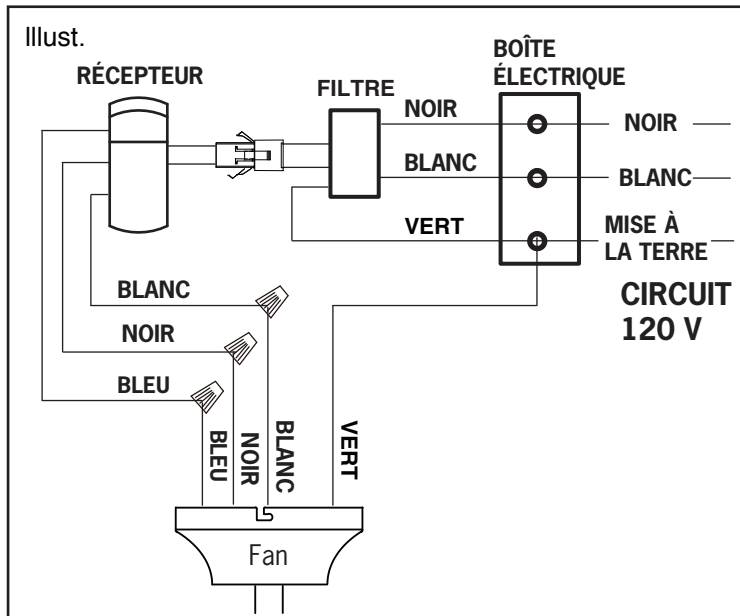 Illust.
RÉCEPTEUR
FILTRE
BOÎTE
ÉLECTRIQUE
NOIR
NOIR
BLANC
BLANC
VERT
MISE À
LA TERRE
CIRCUIT
120 V
BLANC
NOIR
BLEU
BLEU
NOIR
BLANC
VERT
Fan